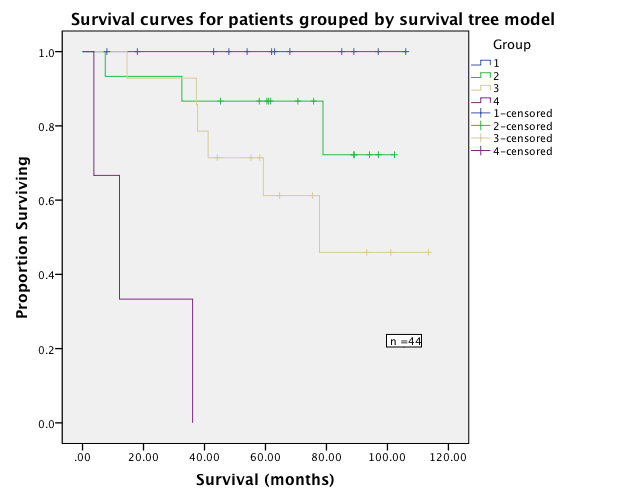 Survival curves for patients grouped by survival tree model
Group
1
2
3
4
1-censored
2-censored
3-censored
4-censored
Proportion Surviving
1.0
0.8
0.6
0.4
0.2
0.0
n =44
.00 20.00 40.00 60.00 80.00 100.00 120.00
Survival (months)